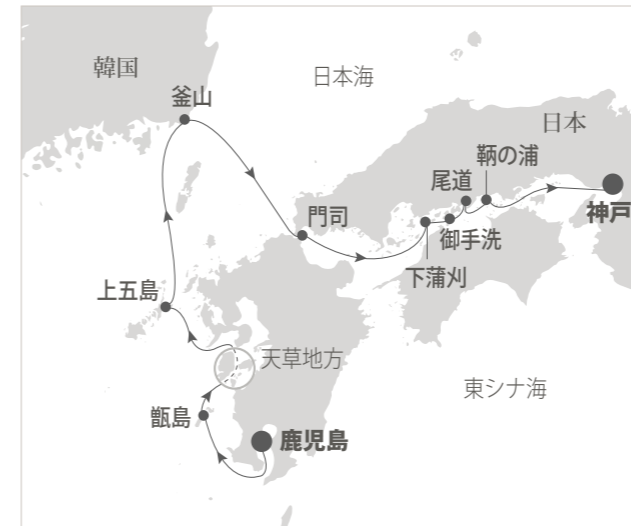 韓国
日本海
釜山
日本
鞆の浦
尾道
神戸
門司
御手洗
下蒲刈
上五島
天草地方
東シナ海
甑島
鹿児島